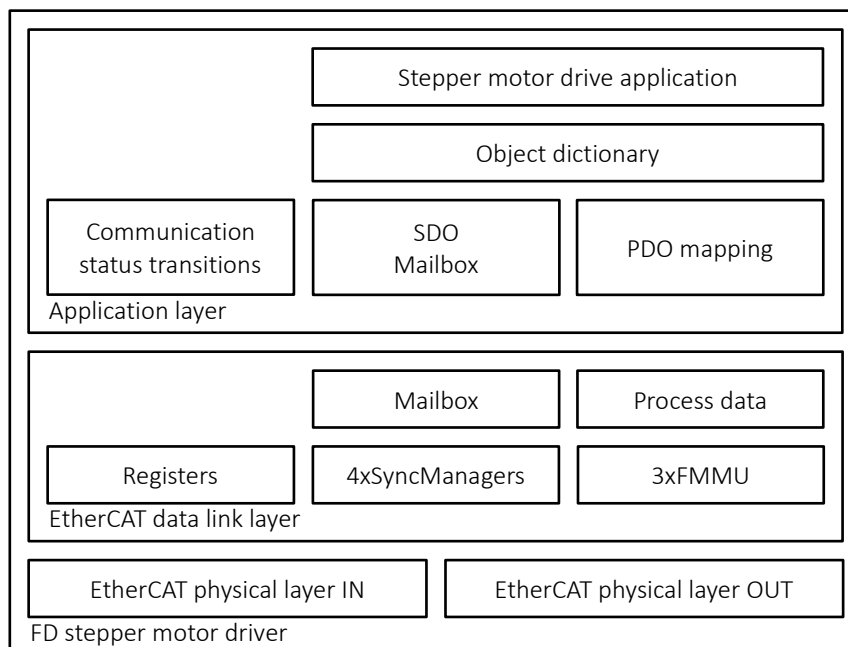 Stepper motor drive application
Object dictionary
Communication
status transitions
SDO
Mailbox
PDO mapping
Application layer
Mailbox
Process data
Registers
4xSyncManagers
3xFMMU
EtherCAT data link layer
EtherCAT physical layer IN
EtherCAT physical layer OUT
FD stepper motor driver